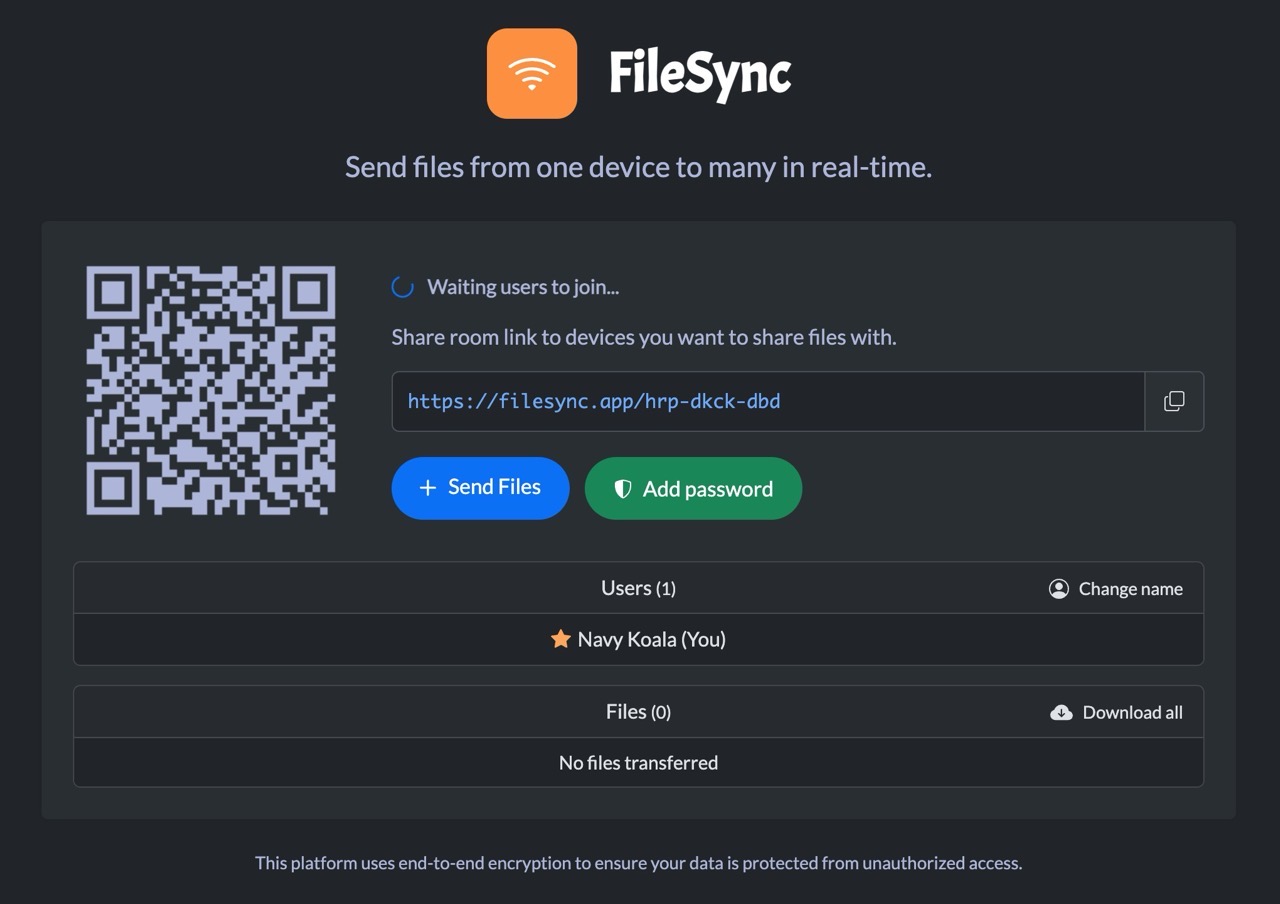 FileSync
Send files from one device to many in real-time.
Waiting users to join...
Share room link to devices you want to share files with.
https://filesync.app/hrp-dkck-dbd
Send Files
Add password
Users (1)
Change name
Navy Koala (You)
Files (0)
Download all
No files transferred
This platform uses end-to-end encryption to ensure your data is protected from unauthorized access.